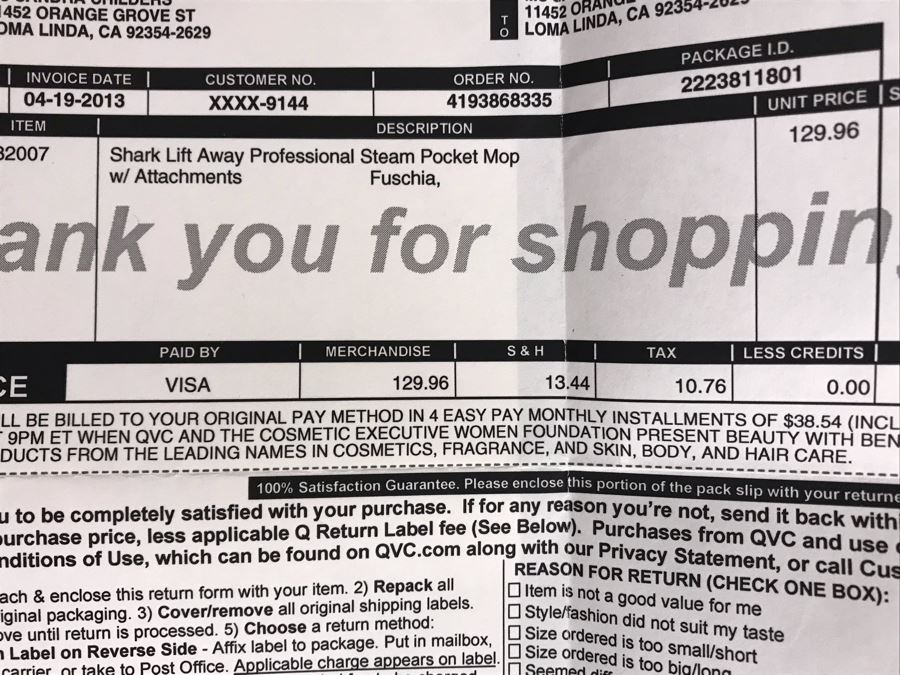 1452 ORANGE GROVE ST
LOMA LINDA, CA 92354-2629
TO
11452 ORANGE
LOMA LINDA, CA 92354-2629
PACKAGE I.D.
2223811801
INVOICE DATE CUSTOMER NO. ORDER NO.
04-19-2013 XXXX-9144 4193868335
UNIT PRICE S
ITEM DESCRIPTION
129.96
32007 Shark Lift Away Professional Steam Pocket Mop
w/ Attachments Fuschia,
ank you for shoppin
PAID BY MERCHANDISE S & H TAX LESS CREDITS
CE VISA 129.96 13.44 10.76 0.00
LL BE BILLED TO YOUR ORIGINAL PAY METHOD IN 4 EASY PAY MONTHLY INSTALLMENTS OF $38.54 (INCL
T 9PM ET WHEN QVC AND THE COSMETIC EXECUTIVE WOMEN FOUNDATION PRESENT BEAUTY WITH BEN
DUCTS FROM THE LEADING NAMES IN COSMETICS, FRAGRANCE, AND SKIN, BODY, AND HAIR CARE.
100% Satisfaction Guarantee. Please enclose this portion of the pack slip with your returne
u to be completely satisfied with your purchase. If for any reason you're not, send it back with
purchase price, less applicable Q Return Label fee (See Below). Purchases from QVC and use
nditions of Use, which can be found on QVC.com along with our Privacy Statement, or call Cus
ach & enclose this return form with your item. 2) Repack all
iginal packaging. 3) Cover/remove all original shipping labels.
ove until return is processed. 5) Choose a return method:
n Label on Reverse Side - Affix label to package. Put in mailbox,
carrier, or take to Post Office. Applicable charge appears on label.
REASON FOR RETURN (CHECK ONE BOX):
Item is not a good value for me
Style/fashion did not suit my taste
Size ordered is too small/short
Size ordered is too big/long
Seemed